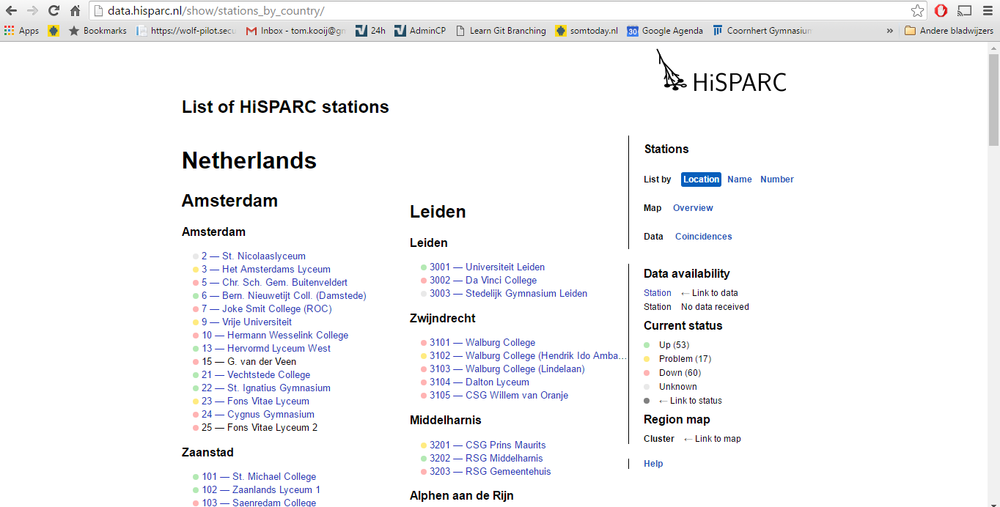 data.hisparc.nl/show/stations_by_country/
Apps Bookmarks https://wolf-pilot.secu Inbox - tom.kooij@gm 24h AdminCP Learn Git Branching somtoday.nl 30 Google Agenda Coornhert Gymnasium » Andere bladwijzers
HiSPARC
List of HiSPARC stations
Netherlands
Amsterdam
Amsterdam
2 — St. Nicolaaslyceum
3 — Het Amsterdams Lyceum
5 — Chr. Sch. Gem. Buitenveldert
6 — Bern. Nieuwetijt Coll. (Damstede)
7 — Joke Smit College (ROC)
9 — Vrije Universiteit
10 — Hermann Wesselink College
13 — Hervormd Lyceum West
15 — G. van der Veen
21 — Vechtstede College
22 — St. Ignatius Gymnasium
23 — Fons Vitae Lyceum
24 — Cygnus Gymnasium
25 — Fons Vitae Lyceum 2
Zaanstad
101 — St. Michael College
102 — Zaanlands Lyceum 1
103 — Saenredam College
Leiden
Leiden
3001 — Universiteit Leiden
3002 — Da Vinci College
3003 — Stedelijk Gymnasium Leiden
Zwijndrecht
3101 — Walburg College
3102 — Walburg College (Hendrik Ido Amba...
3103 — Walburg College (Lindelaan)
3104 — Dalton Lyceum
3105 — CSG Willem van Oranje
Middelharnis
3201 — CSG Prins Maurits
3202 — RSG Middelharnis
3203 — RSG Gemeentehuis
Alphen aan de Rijn
Stations
List by Location Name Number
Map Overview
Data Coincidences
Data availability
Station ← Link to data
Station No data received
Current status
Up (53)
Problem (17)
Down (60)
Unknown
← Link to status
Region map
Cluster ← Link to map
Help